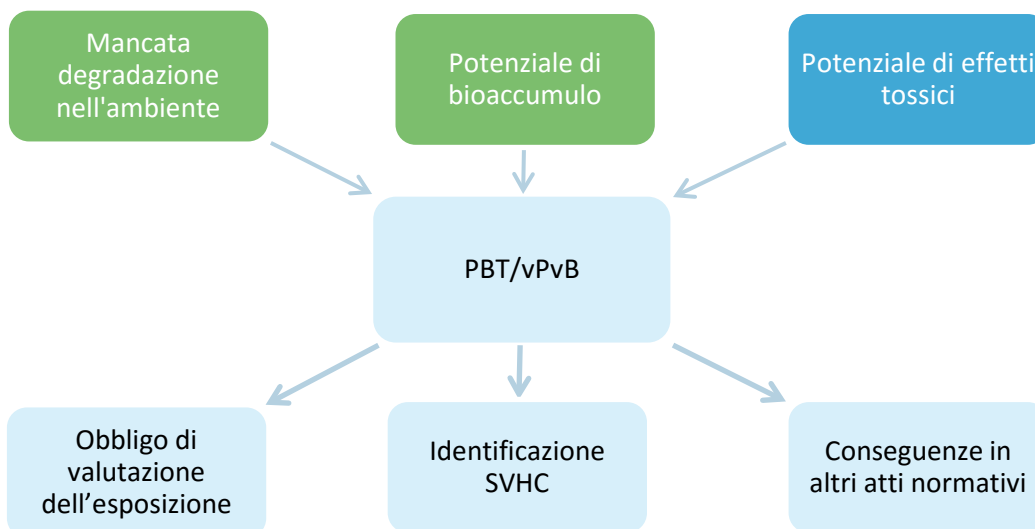 Mancata
degradazione
nell'ambiente
Potenziale di
bioaccumulo
Potenziale di effetti
tossici
PBT/vPvB
Obbligo di
valutazione
dell’esposizione
Identificazione
SVHC
Conseguenze in
altri atti normativi